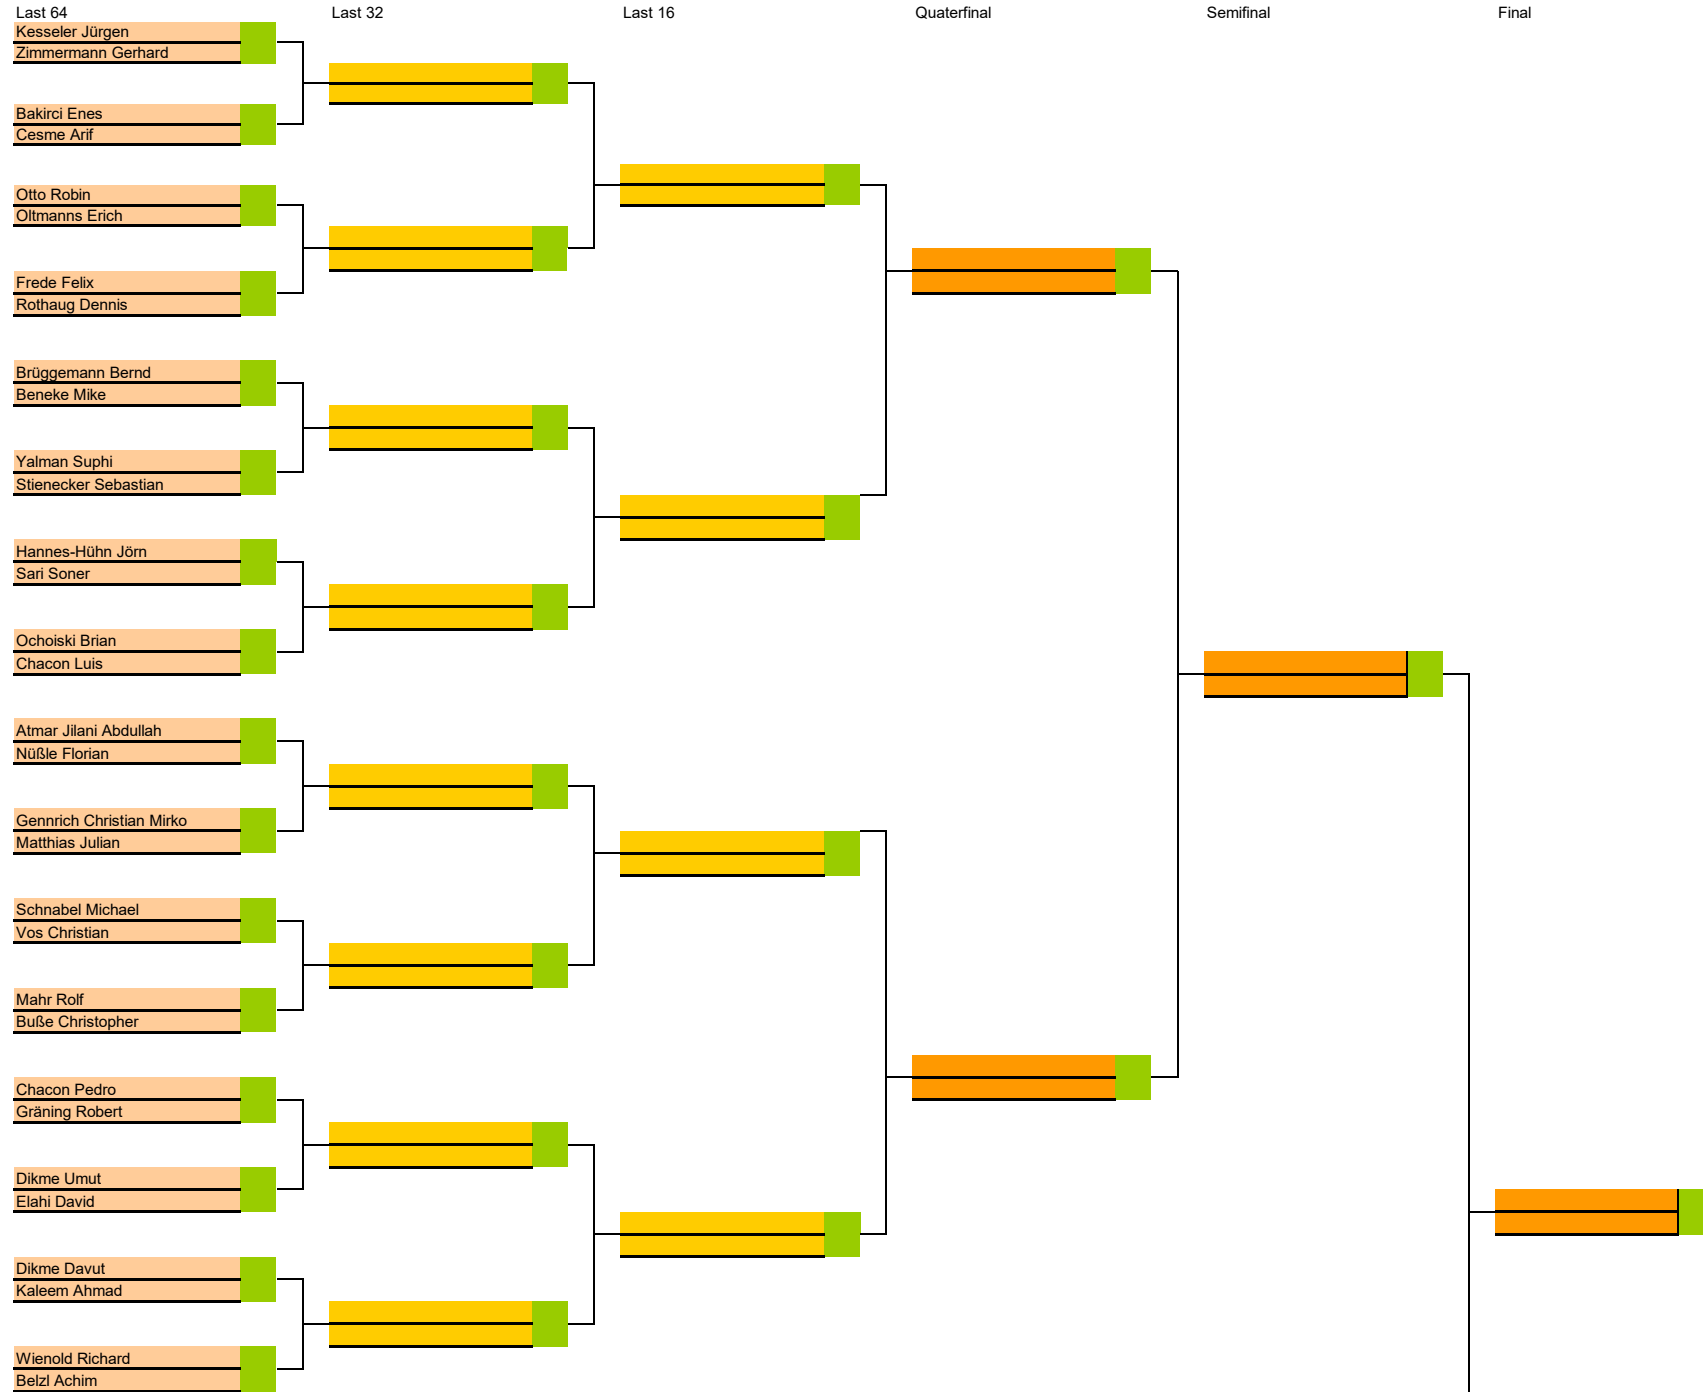 Last 64
Last 32
Last 16
Quaterfinal
Semifinal
Final
Kesseler Jürgen
Zimmermann Gerhard
Bakirci Enes
Cesme Arif
Otto Robin
Oltmanns Erich
Frede Felix
Rothaug Dennis
Brüggemann Bernd
Beneke Mike
Yalman Suphi
Stienecker Sebastian
Hannes-Hühn Jörn
Sari Soner
Ochoiski Brian
Chacon Luis
Atmar Jilani Abdullah
Nüßle Florian
Gennrich Christian Mirko
Matthias Julian
Schnabel Michael
Vos Christian
Mahr Rolf
Buße Christopher
Chacon Pedro
Gräning Robert
Dikme Umut
Elahi David
Dikme Davut
Kaleem Ahmad
Wienold Richard
Belzl Achim